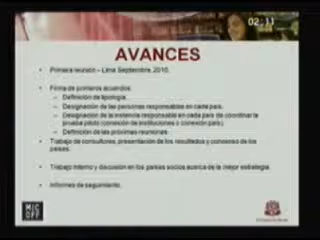 02:11
AVANCES
• Primera reunión – Lima Septiembre, 2010.
• Firma de primeros acuerdos:
– Definición de tipología.
– Designación de las personas responsables en cada país.
– Designación de la instancia responsable en cada país de coordinar la
prueba piloto (conexión de instituciones o conexión país).
– Definición de las próximas reuniones
• Trabajo de consultores, presentación de los resultados y consenso de los
países.
• Trabajo interno y discusión en los países socios acerca de la mejor estrategia.
• Informes de seguimiento.
MIC
OFF